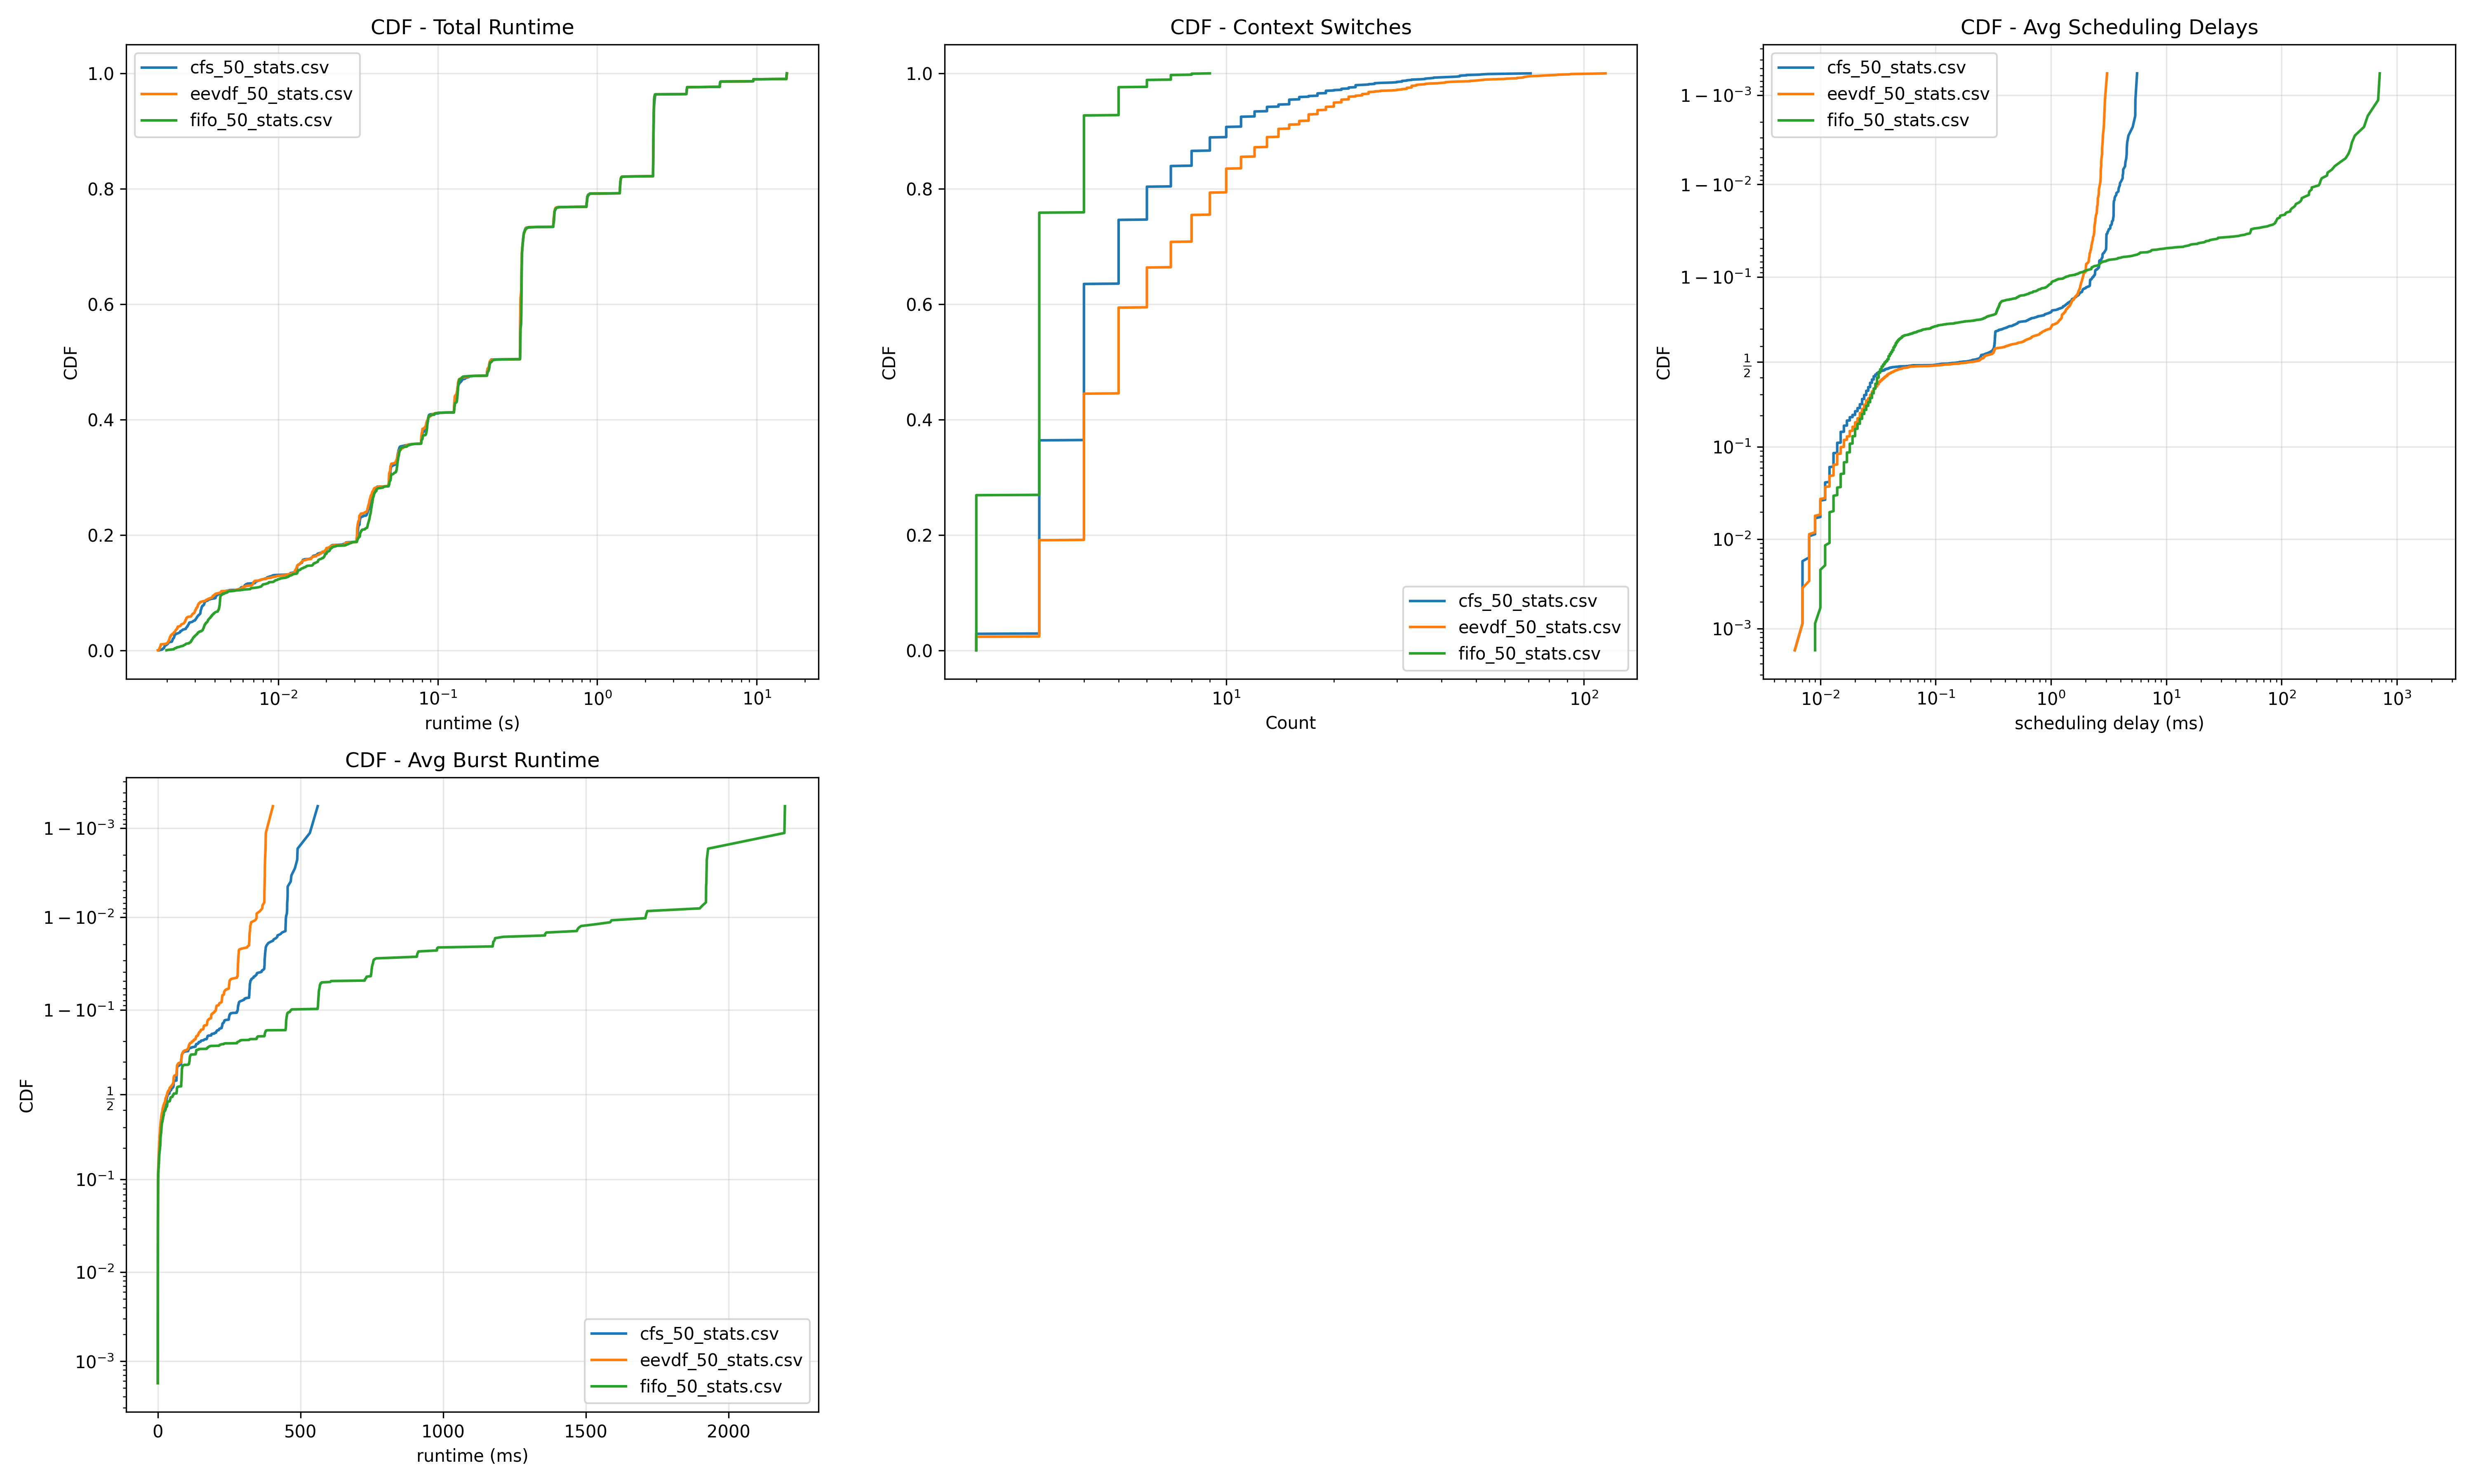 CDF - Total Runtime
cfs_50_stats.csv
eevdf_50_stats.csv
fifo_50_stats.csv
1.0
0.8
0.6
0.4
0.2
0.0
CDF
10⁻²
10⁻¹
10⁰
10¹
runtime (s)
CDF - Context Switches
1.0
0.8
0.6
0.4
0.2
0.0
CDF
cfs_50_stats.csv
eevdf_50_stats.csv
fifo_50_stats.csv
10¹
10²
Count
CDF - Avg Scheduling Delays
cfs_50_stats.csv
eevdf_50_stats.csv
fifo_50_stats.csv
1 − 10⁻³
1 − 10⁻²
1 − 10⁻¹
1/2
10⁻¹
10⁻²
10⁻³
CDF
10⁻²
10⁻¹
10⁰
10¹
10²
10³
scheduling delay (ms)
CDF - Avg Burst Runtime
1 − 10⁻³
1 − 10⁻²
1 − 10⁻¹
1/2
10⁻¹
10⁻²
10⁻³
CDF
cfs_50_stats.csv
eevdf_50_stats.csv
fifo_50_stats.csv
0
500
1000
1500
2000
runtime (ms)